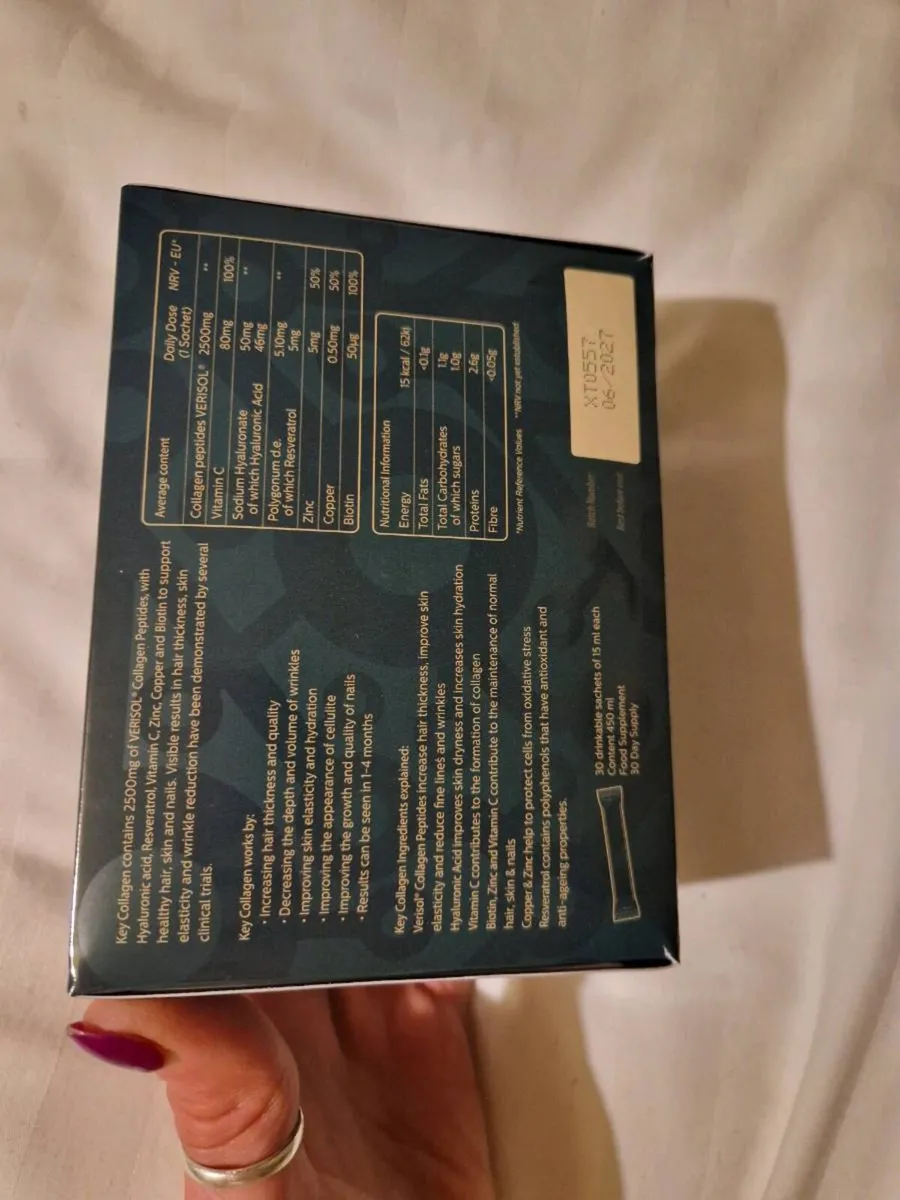 Key Collagen contains 2500mg of VERISOL® Collagen Peptides, with
Hyaluronic acid, Resveratrol, Vitamin C, Zinc, Copper and Biotin to support
healthy hair, skin and nails. Visible results in hair thickness, skin
elasticity and wrinkle reduction have been demonstrated by several
clinical trials.
Key Collagen works by:
• Increasing hair thickness and quality
• Decreasing the depth and volume of wrinkles
• Improving skin elasticity and hydration
• Improving the appearance of cellulite
• Improving the growth and quality of nails
• Results can be seen in 1-4 months
Key Collagen Ingredients explained:
Verisol® Collagen Peptides increase hair thickness, improve skin
elasticity and reduce fine lines and wrinkles
Hyaluronic Acid improves skin dryness and increases skin hydration
Vitamin C contributes to the formation of collagen
Biotin, Zinc and Vitamin C contribute to the maintenance of normal
hair, skin & nails
Copper & Zinc help to protect cells from oxidative stress
Resveratrol contains polyphenols that have antioxidant and
anti-ageing properties.
30 drinkable sachets of 15 ml each
Content 450 ml
Food Supplement
30 Day Supply
Average content Daily Dose (1 Sachet) NRV - EU*
Collagen peptides VERISOL® 2500mg **
Vitamin C 80mg 100%
Sodium Hyaluronate 50mg **
of which Hyaluronic Acid 46mg
Polygonum d.e. 5.10mg **
of which Resveratrol 5mg
Zinc 5mg 50%
Copper 0.50mg 50%
Biotin 50µg 100%
Nutritional Information
Energy 15 kcal / 62kj
Total Fats <0.1g
Total Carbohydrates 1.1g
of which sugars 1.0g
Proteins 2.6g
Fibre <0.05g
*Nutrient Reference Values **NRV not yet established
Batch Number
Best before end
XT0557
06/2027